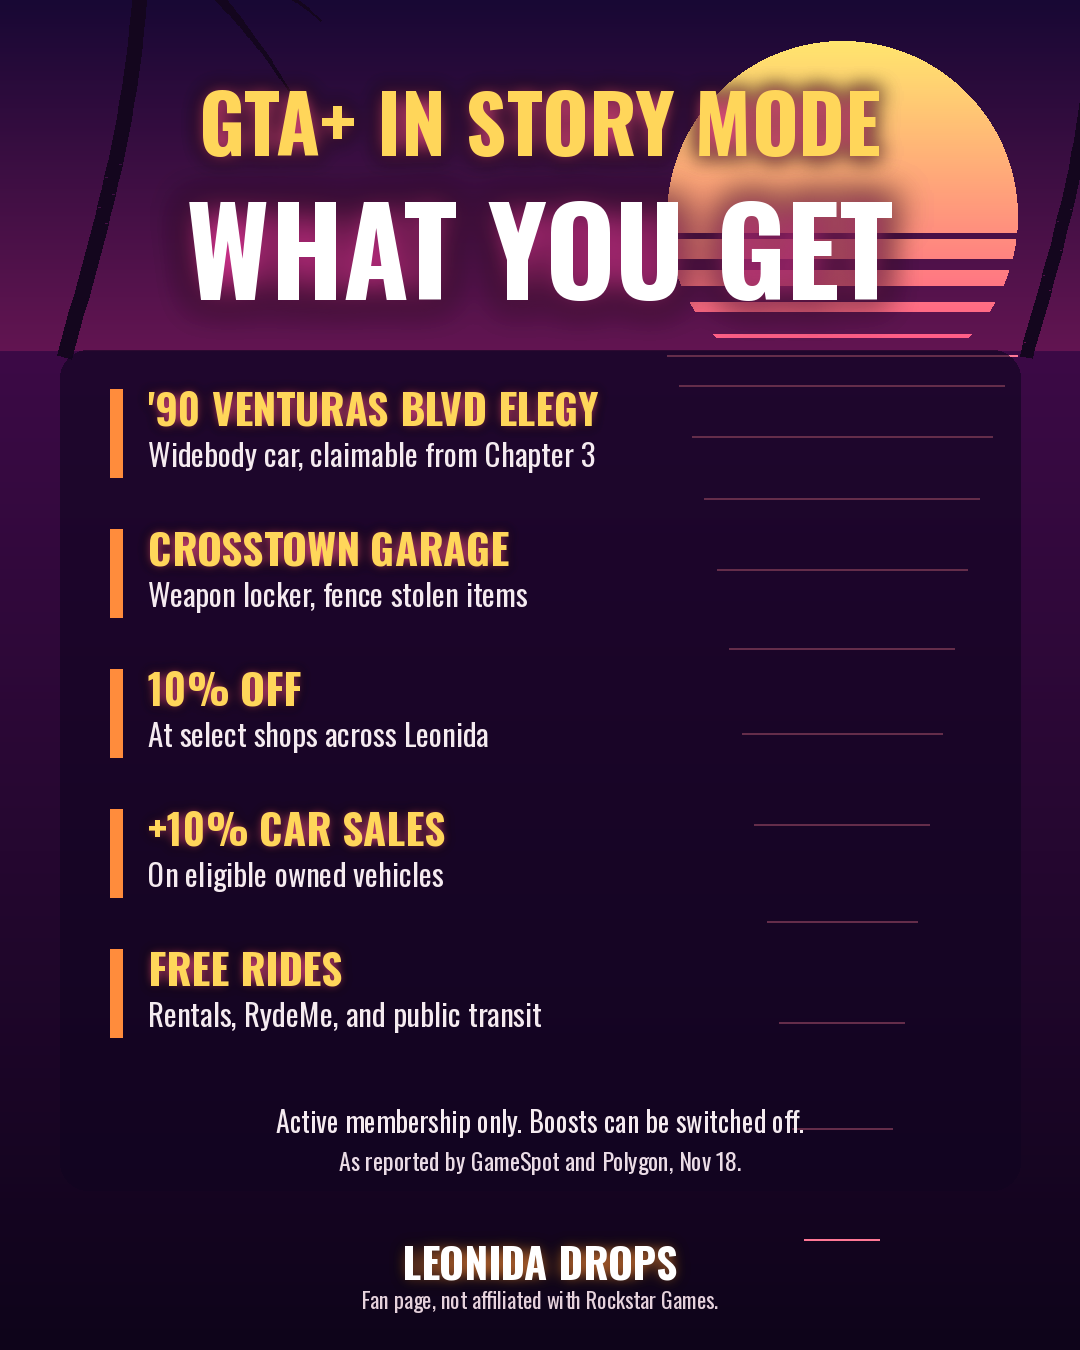 GTA+ IN STORY MODE
WHAT YOU GET
'90 VENTURAS BLVD ELEGY
Widebody car, claimable from Chapter 3
CROSSTOWN GARAGE
Weapon locker, fence stolen items
10% OFF
At select shops across Leonida
+10% CAR SALES
On eligible owned vehicles
FREE RIDES
Rentals, RydeMe, and public transit
Active membership only. Boosts can be switched off.
As reported by GameSpot and Polygon, Nov 18.
LEONIDA DROPS
Fan page, not affiliated with Rockstar Games.